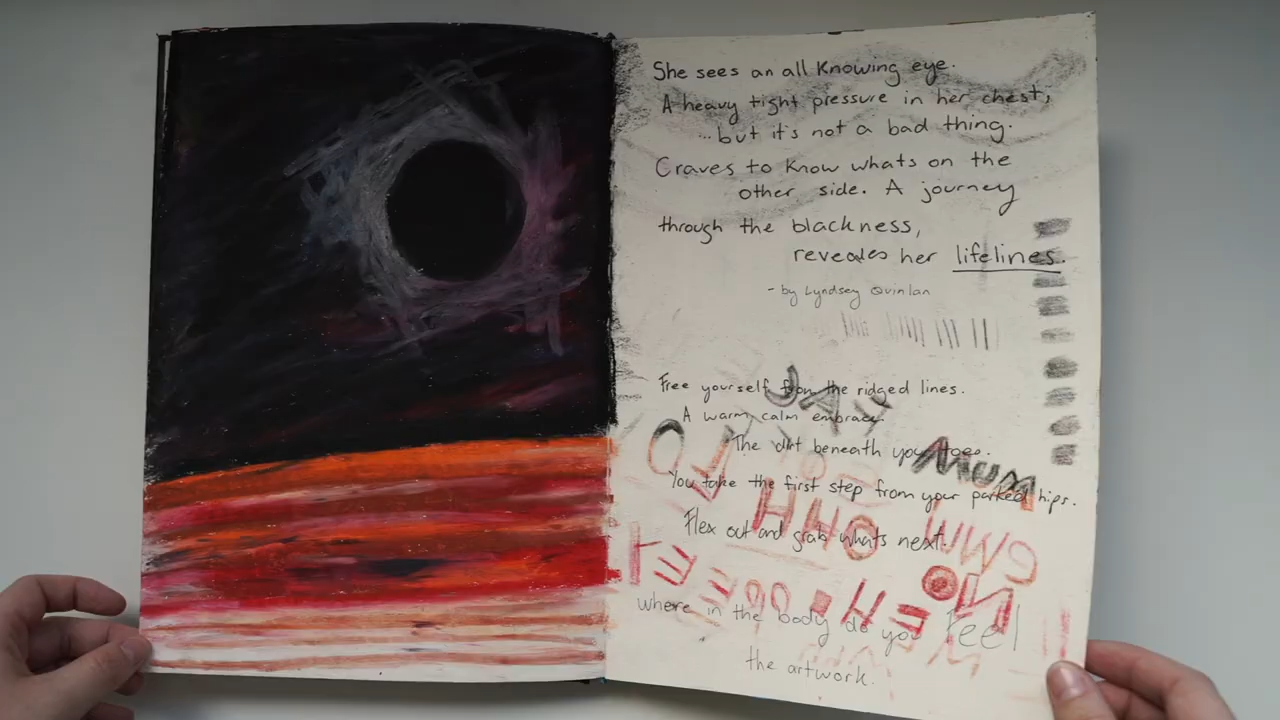 She sees an all knowing eye.
A heavy tight pressure in her chest,
...but it's not a bad thing.
Craves to know whats on the
other side. A journey
through the blackness,
reveales her lifelines.
- by Lyndsey Quinlan
Free yourself from the ridged lines.
JAY
A warm calm embrace.
The dirt beneath your toes.
MUM
You take the first step from your parked hips.
Flex out and grab whats next.
where in the body do you feel
the artwork.